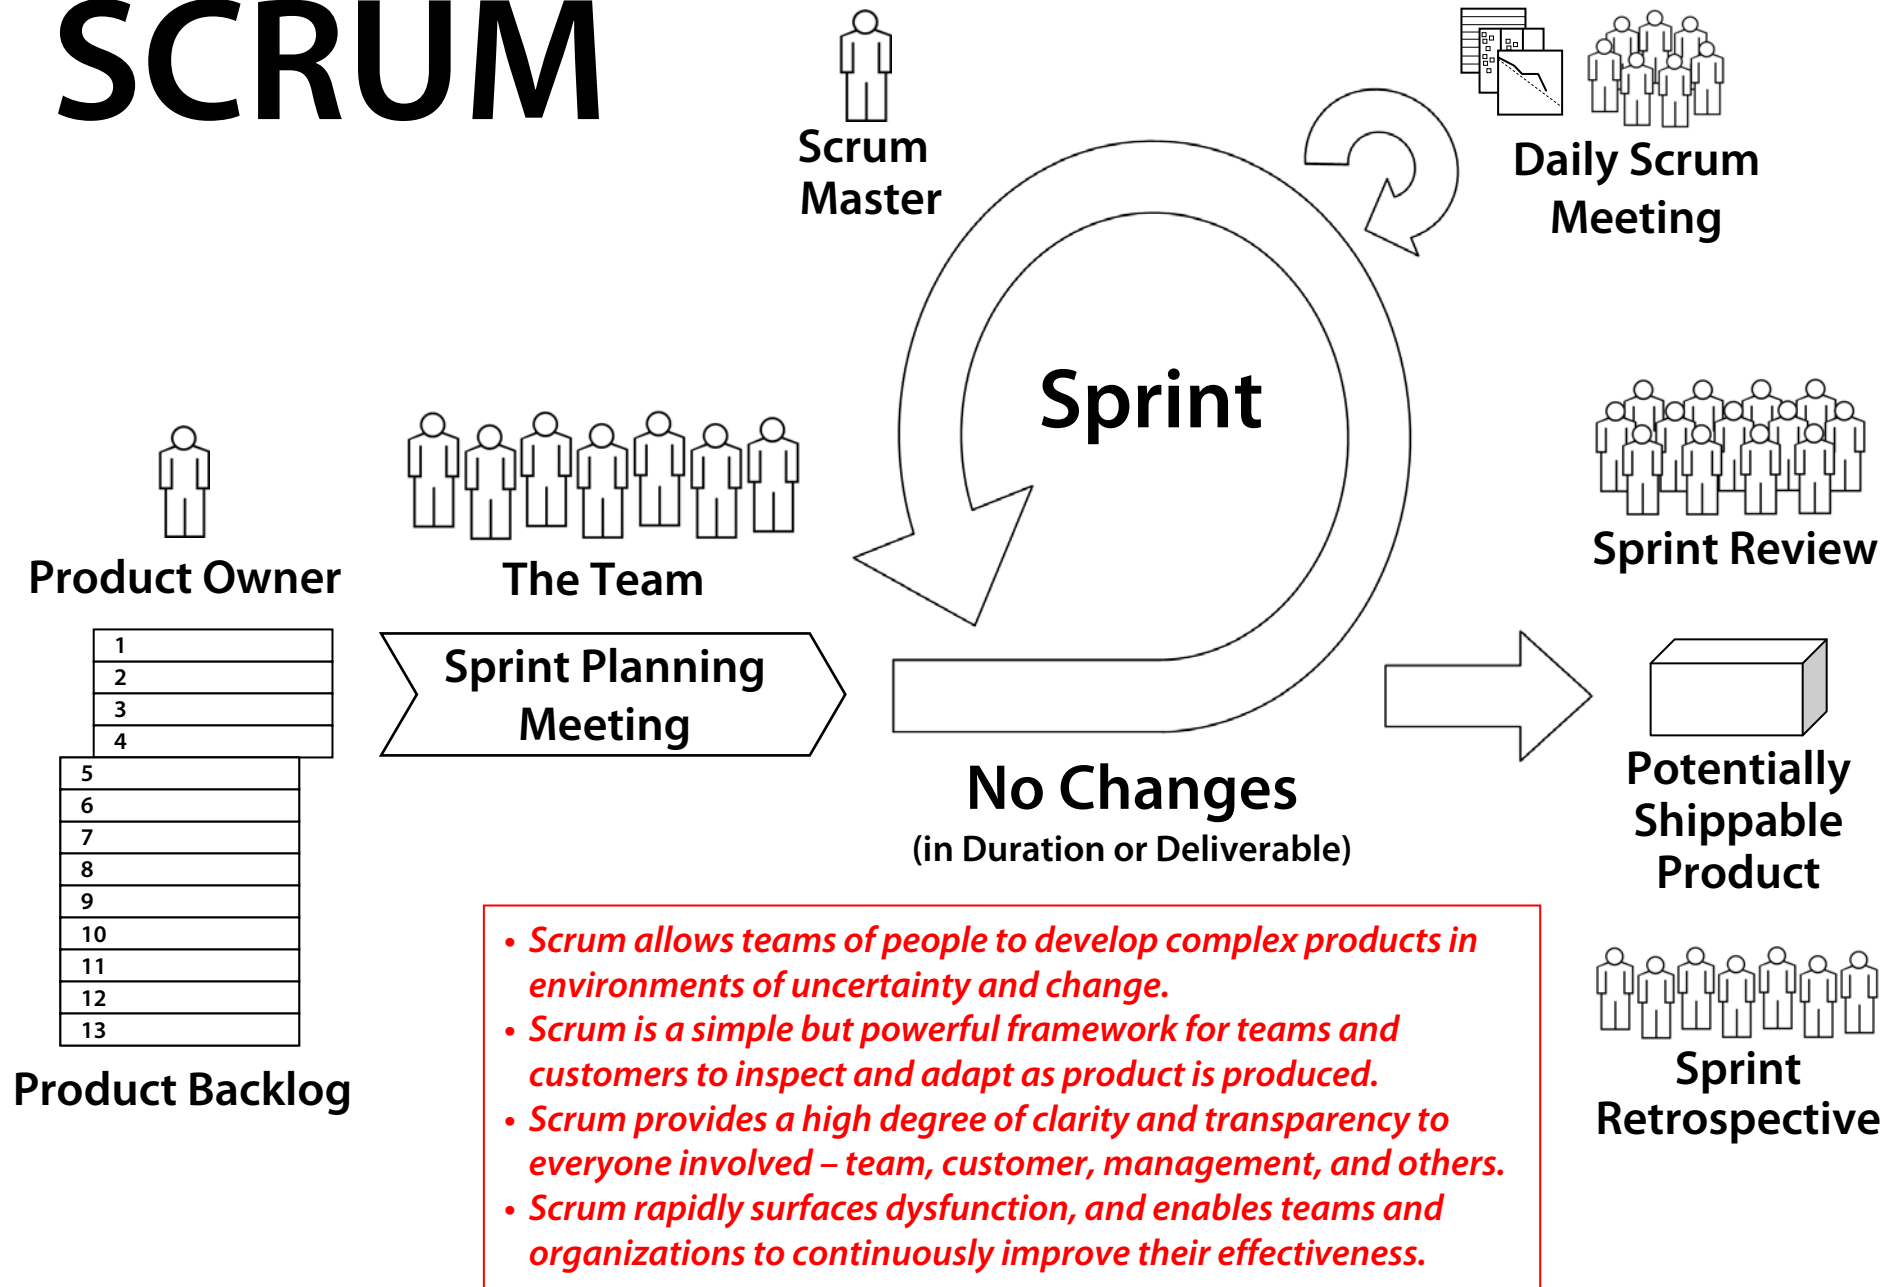 SCRUM
Scrum
Master
Daily Scrum
Meeting
Sprint
Product Owner
The Team
Sprint Review
1
2
3
4
5
6
7
8
9
10
11
12
13
Product Backlog
Sprint Planning
Meeting
No Changes
(in Duration or Deliverable)
Potentially
Shippable
Product
Sprint
Retrospective
• Scrum allows teams of people to develop complex products in
environments of uncertainty and change.
• Scrum is a simple but powerful framework for teams and
customers to inspect and adapt as product is produced.
• Scrum provides a high degree of clarity and transparency to
everyone involved – team, customer, management, and others.
• Scrum rapidly surfaces dysfunction, and enables teams and
organizations to continuously improve their effectiveness.